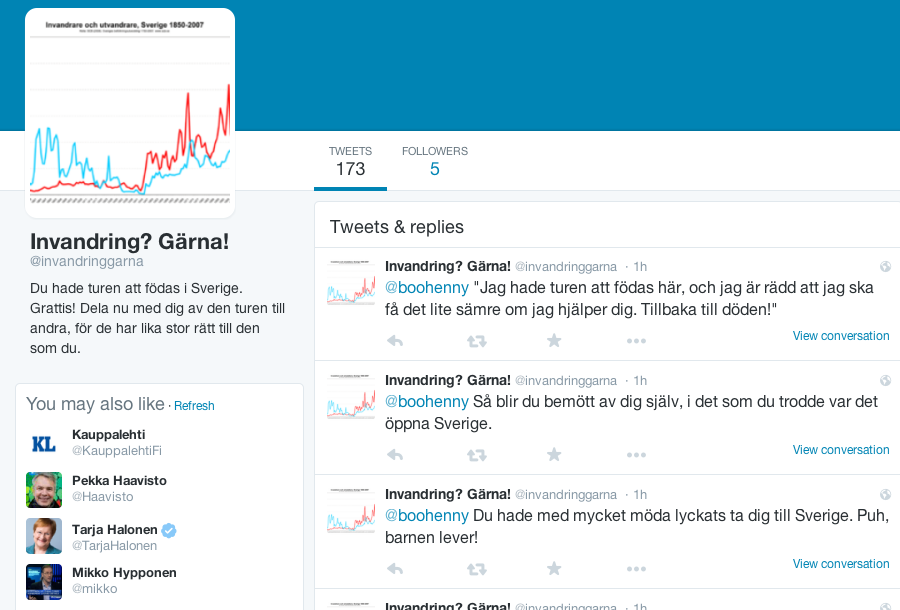 Invandrare och utvandrare, Sverige 1850-2007
TWEETS
173
FOLLOWERS
5
Invandring? Gärna!
@invandringgarna
Du hade turen att födas i Sverige.
Grattis! Dela nu med dig av den turen till
andra, för de har lika stor rätt till den
som du.
You may also like · Refresh
KL
Kauppalehti
@KauppalehtiFi
Pekka Haavisto
@Haavisto
Tarja Halonen
@TarjaHalonen
Mikko Hypponen
@mikko
Tweets & replies
Invandring? Gärna! @invandringgarna · 1h
@boohenny "Jag hade turen att födas här, och jag är rädd att jag ska
få det lite sämre om jag hjälper dig. Tillbaka till döden!"
View conversation
Invandring? Gärna! @invandringgarna · 1h
@boohenny Så blir du bemött av dig själv, i det som du trodde var det
öppna Sverige.
View conversation
Invandring? Gärna! @invandringgarna · 1h
@boohenny Du hade med mycket möda lyckats ta dig till Sverige. Puh,
barnen lever!
View conversation
Invandring? Gärna! @invandringgarna · 1h